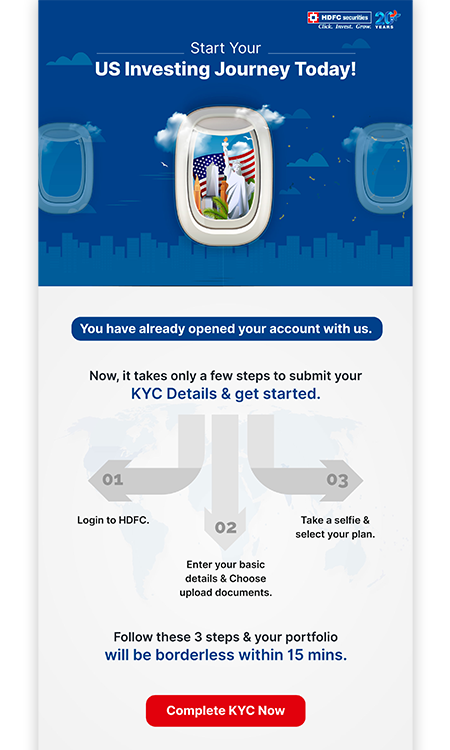 HDFC securities
Click. Invest. Grow.
20
YEARS
Start Your
US Investing Journey Today!
You have already opened your account with us.
Now, it takes only a few steps to submit your
KYC Details & get started.
01
Login to HDFC.
02
Enter your basic
details & Choose
upload documents.
03
Take a selfie &
select your plan.
Follow these 3 steps & your portfolio
will be borderless within 15 mins.
Complete KYC Now